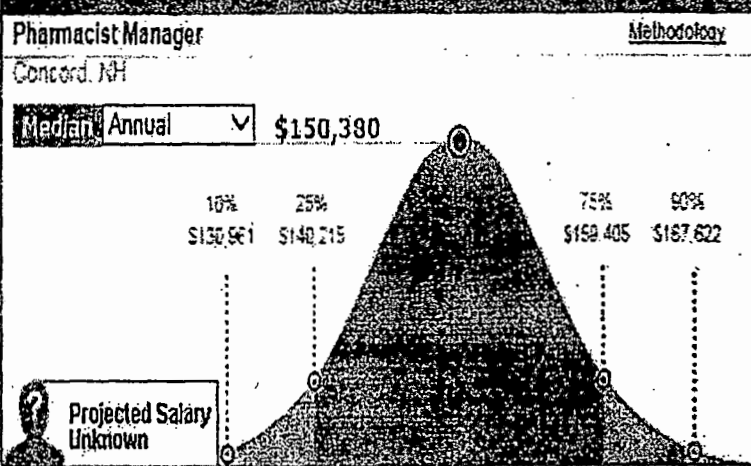 Pharmacist Manager
Methodology
Concord, NH
Median Annual $150,380
10% 25% 75% 90%
$130,961 $140,215 $159,405 $167,622
Projected Salary
Unknown